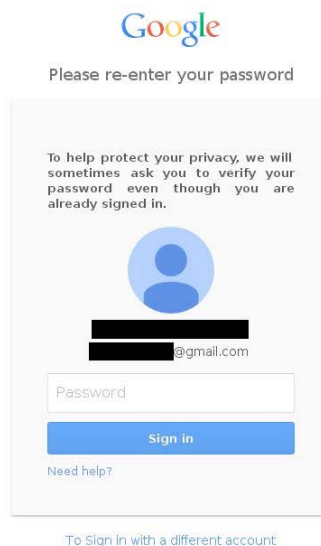 Google
Please re-enter your password
To help protect your privacy, we will
sometimes ask you to verify your
password even though you are
already signed in.
@gmail.com
Password
Sign in
Need help?
To Sign in with a different account